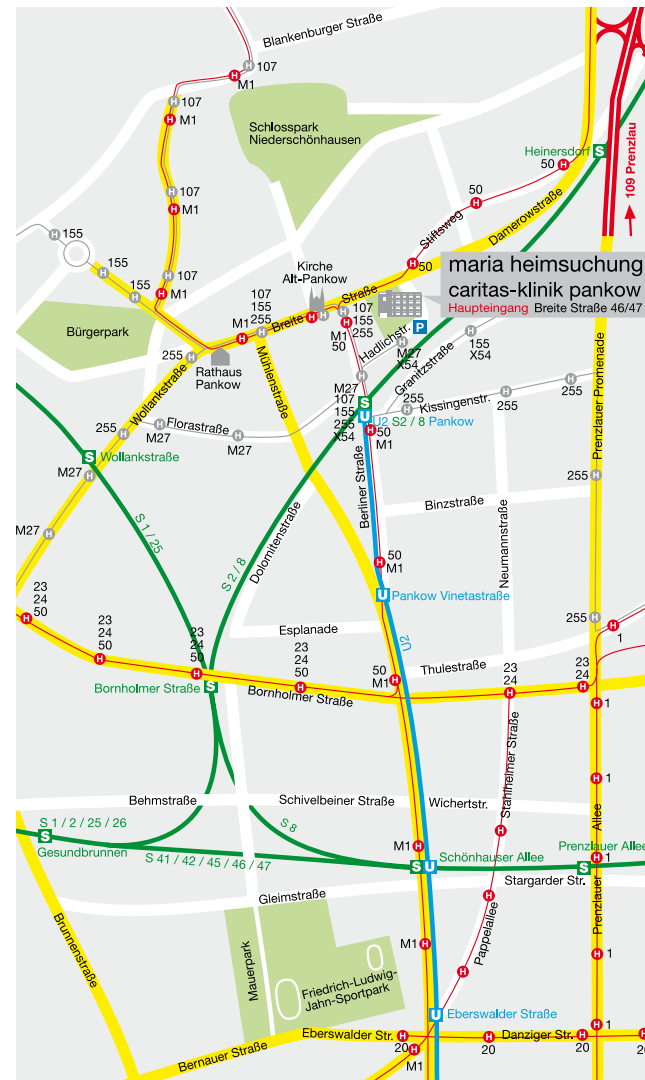 Blankenburger Straße
107
M1
107
M1
Schlosspark
Niederschönhausen
Heinersdorf
50
109 Prenzlau
107
M1
50
Stiftsweg
Damerowstraße
155
155
155
107
M1
Kirche
Alt-Pankow
50
maria heimsuchung
caritas-klinik pankow
Haupteingang Breite Straße 46/47
Bürgerpark
107
155
255
M1
Breite
Straße
107
155
255
M1
50
P
Hadlichstr.
M27
X54
155
X54
Granitzstraße
255
Rathaus
Pankow
Mühlenstraße
Wollankstraße
M27
107
155
255
X54
U2 S2 / 8 Pankow
Kissingenstr.
255
255
255
Prenzlauer Promenade
255
M27
Florastraße
M27
50
M1
S Wollankstraße
M27
M27
S 1 / 25
S 2 / 8
Dolomitenstraße
Berliner Straße
Binzstraße
Neumannstraße
255
50
M1
U Pankow Vinetastraße
23
24
50
23
24
50
23
24
50
Esplanade
23
24
50
U2
50
M1
Thulestraße
23
24
23
24
255
1
Bornholmer Straße S
Bornholmer Straße
1
Stahlheimer Straße
1
Behmstraße
Schivelbeiner Straße
Wichertstr.
Allee
S 1 / 2 / 25 / 26
S
Gesundbrunnen
S 41 / 42 / 45 / 46 / 47
S 8
M1
S U
Schönhauser Allee
Prenzlauer Allee
S
1
Stargarder Str.
Gleimstraße
Prenzlauer
Pappelallee
Brunnenstraße
Mauerpark
M1
1
Friedrich-Ludwig-
Jahn-Sportpark
U Eberswalder Straße
1
Eberswalder Str.
20
Danziger Str.
20
20
20
Bernauer Straße
M1